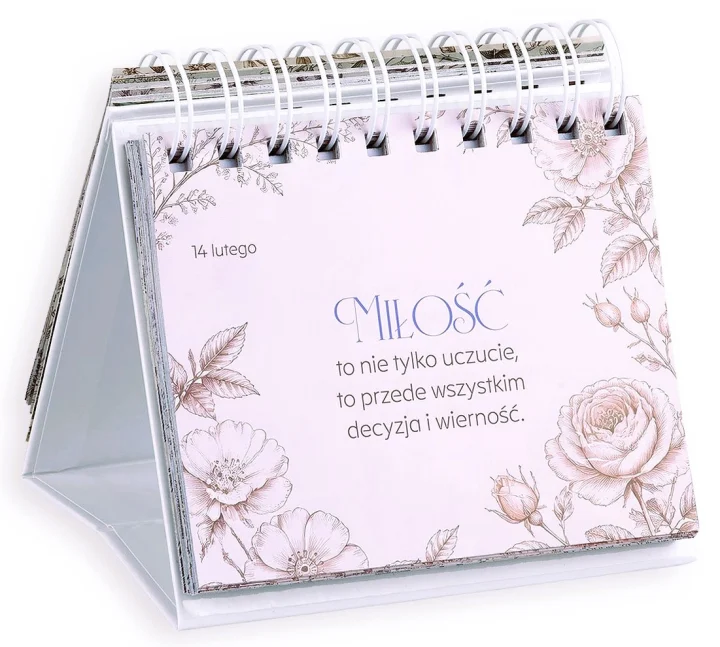 14 lutego
MIŁOŚĆ
to nie tylko uczucie,
to przede wszystkim
decyzja i wierność.